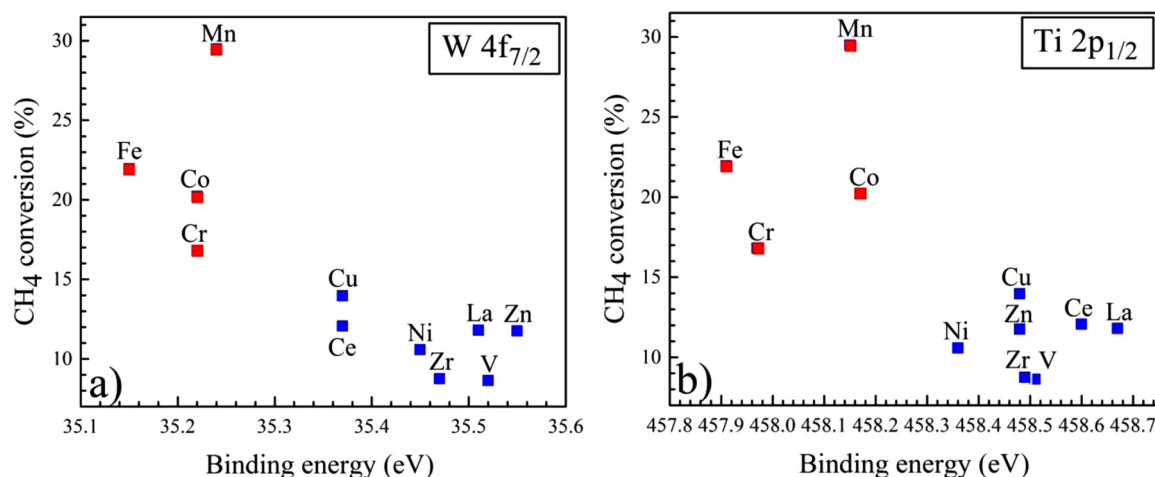 W 4f7/2
CH4 conversion (%)
30
25
20
15
10
Mn
Fe
Co
Cr
Cu
Ce
Ni
La
Zn
Zr
V
a)
35.1 35.2 35.3 35.4 35.5 35.6
Binding energy (eV)
Ti 2p1/2
CH4 conversion (%)
30
25
20
15
10
Mn
Fe
Co
Cr
Cu
Zn
Ce
La
Ni
Zr
V
b)
457.8 457.9 458.0 458.1 458.2 458.3 458.4 458.5 458.6 458.7
Binding energy (eV)